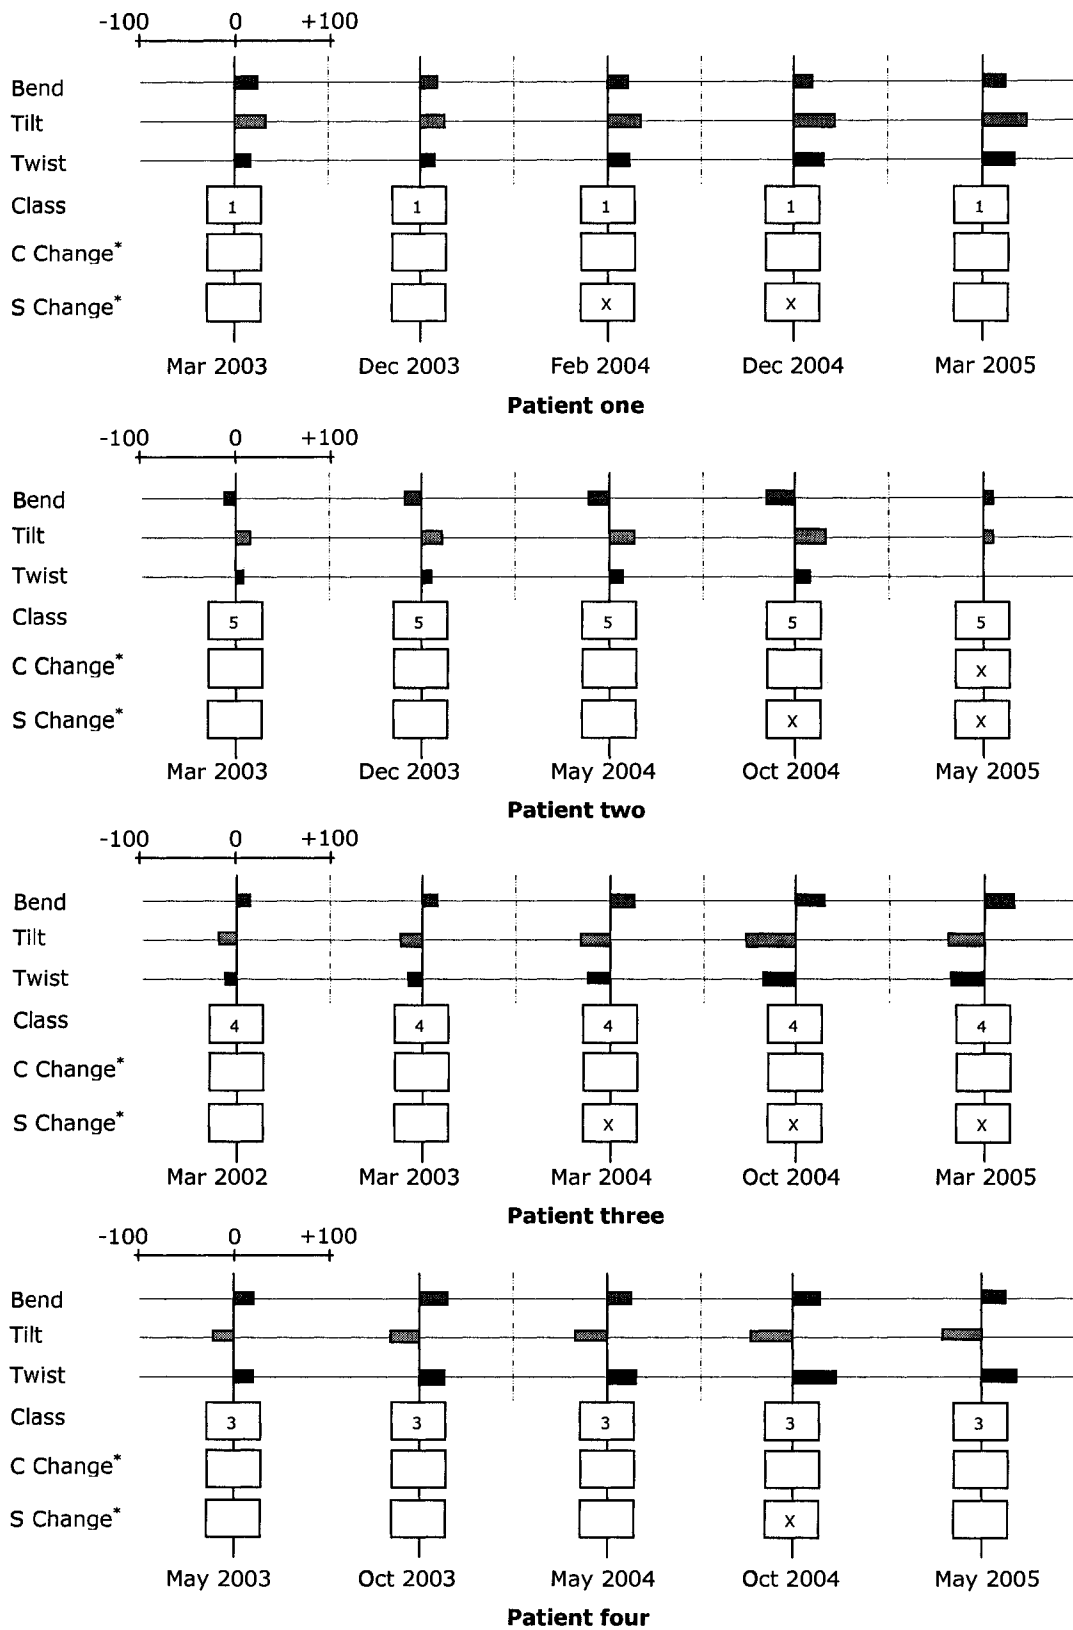 -100 0 +100
Bend
Tilt
Twist
Class 1 1 1 1 1
C Change*
S Change* x x
Mar 2003 Dec 2003 Feb 2004 Dec 2004 Mar 2005
Patient one
-100 0 +100
Bend
Tilt
Twist
Class 5 5 5 5 5
C Change* x
S Change* x x
Mar 2003 Dec 2003 May 2004 Oct 2004 May 2005
Patient two
-100 0 +100
Bend
Tilt
Twist
Class 4 4 4 4 4
C Change*
S Change* x x x
Mar 2002 Mar 2003 Mar 2004 Oct 2004 Mar 2005
Patient three
-100 0 +100
Bend
Tilt
Twist
Class 3 3 3 3 3
C Change*
S Change* x
May 2003 Oct 2003 May 2004 Oct 2004 May 2005
Patient four